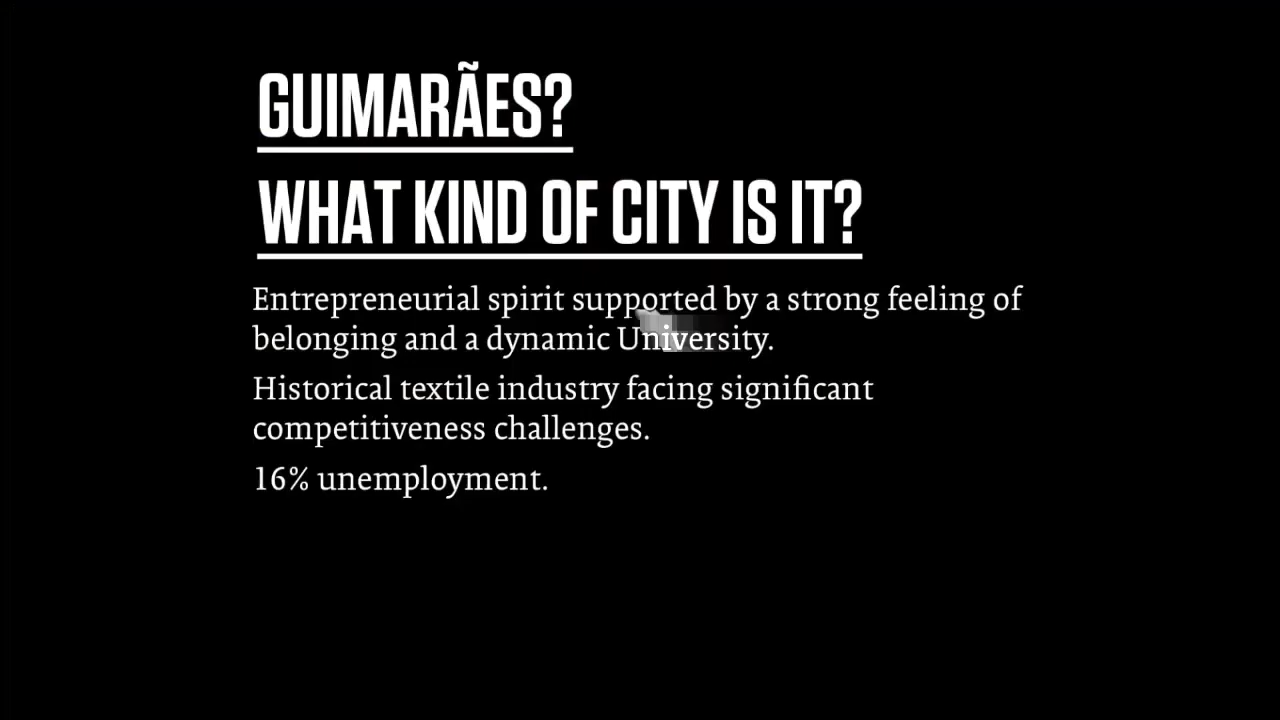 GUIMARÃES?
WHAT KIND OF CITY IS IT?
Entrepreneurial spirit supported by a strong feeling of
belonging and a dynamic University.
Historical textile industry facing significant
competitiveness challenges.
16% unemployment.